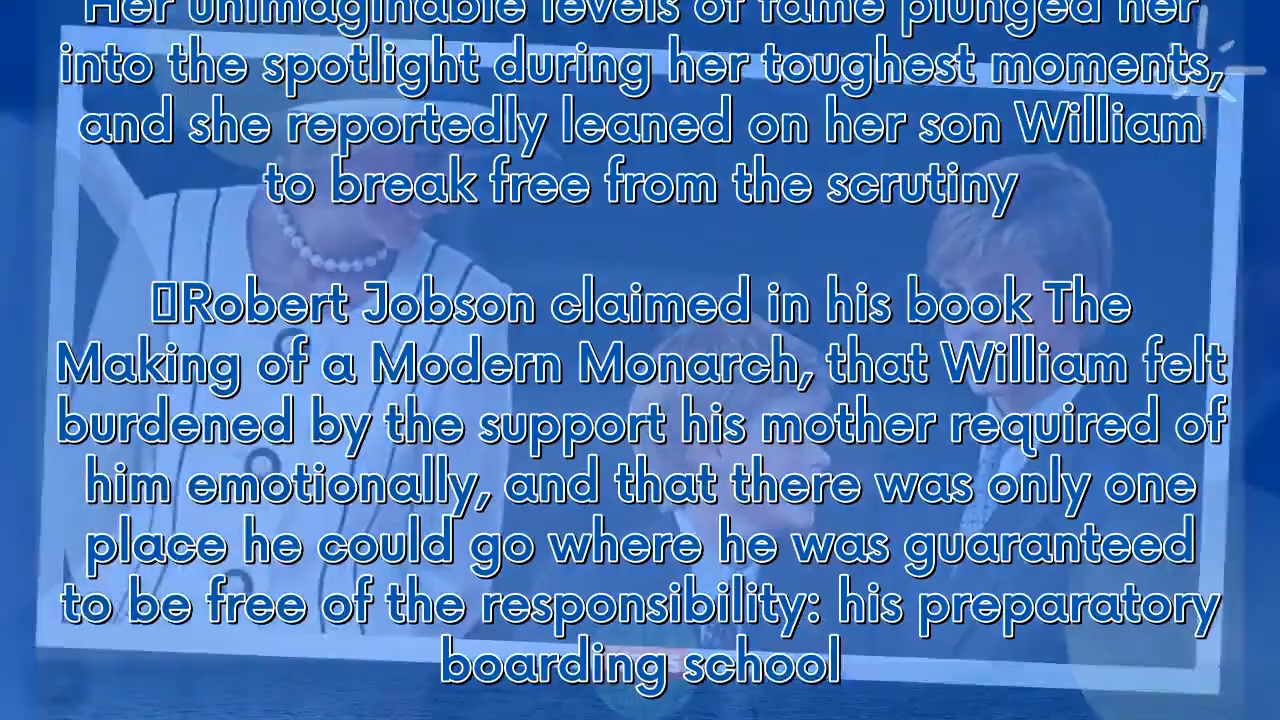 Her unimaginable levels of fame plunged her
into the spotlight during her toughest moments,
and she reportedly leaned on her son William
to break free from the scrutiny
Robert Jobson claimed in his book The
Making of a Modern Monarch, that William felt
burdened by the support his mother required of
him emotionally, and that there was only one
place he could go where he was guaranteed
to be free of the responsibility: his preparatory
boarding school